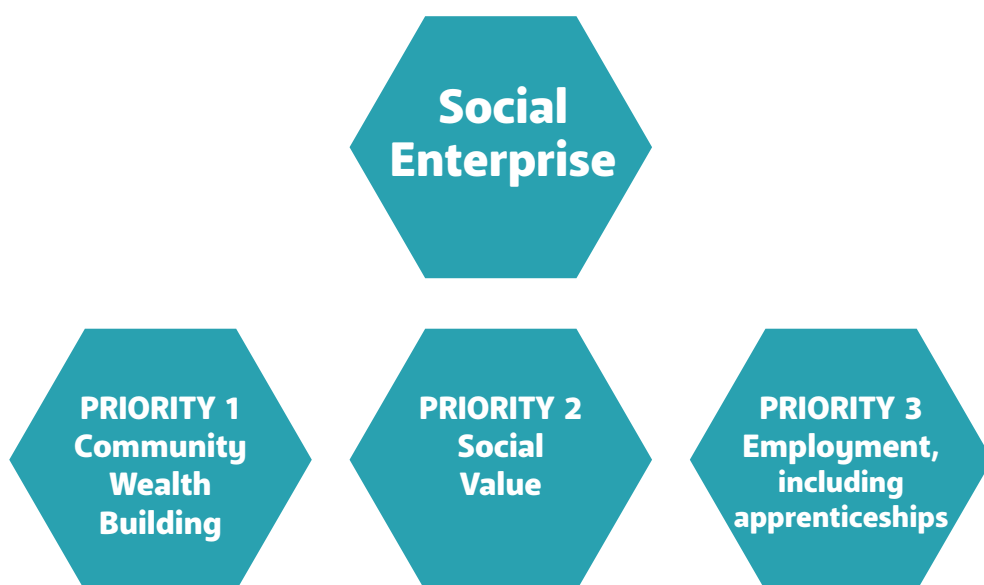 Social
Enterprise
PRIORITY 1
Community
Wealth
Building
PRIORITY 2
Social
Value
PRIORITY 3
Employment,
including
apprenticeships